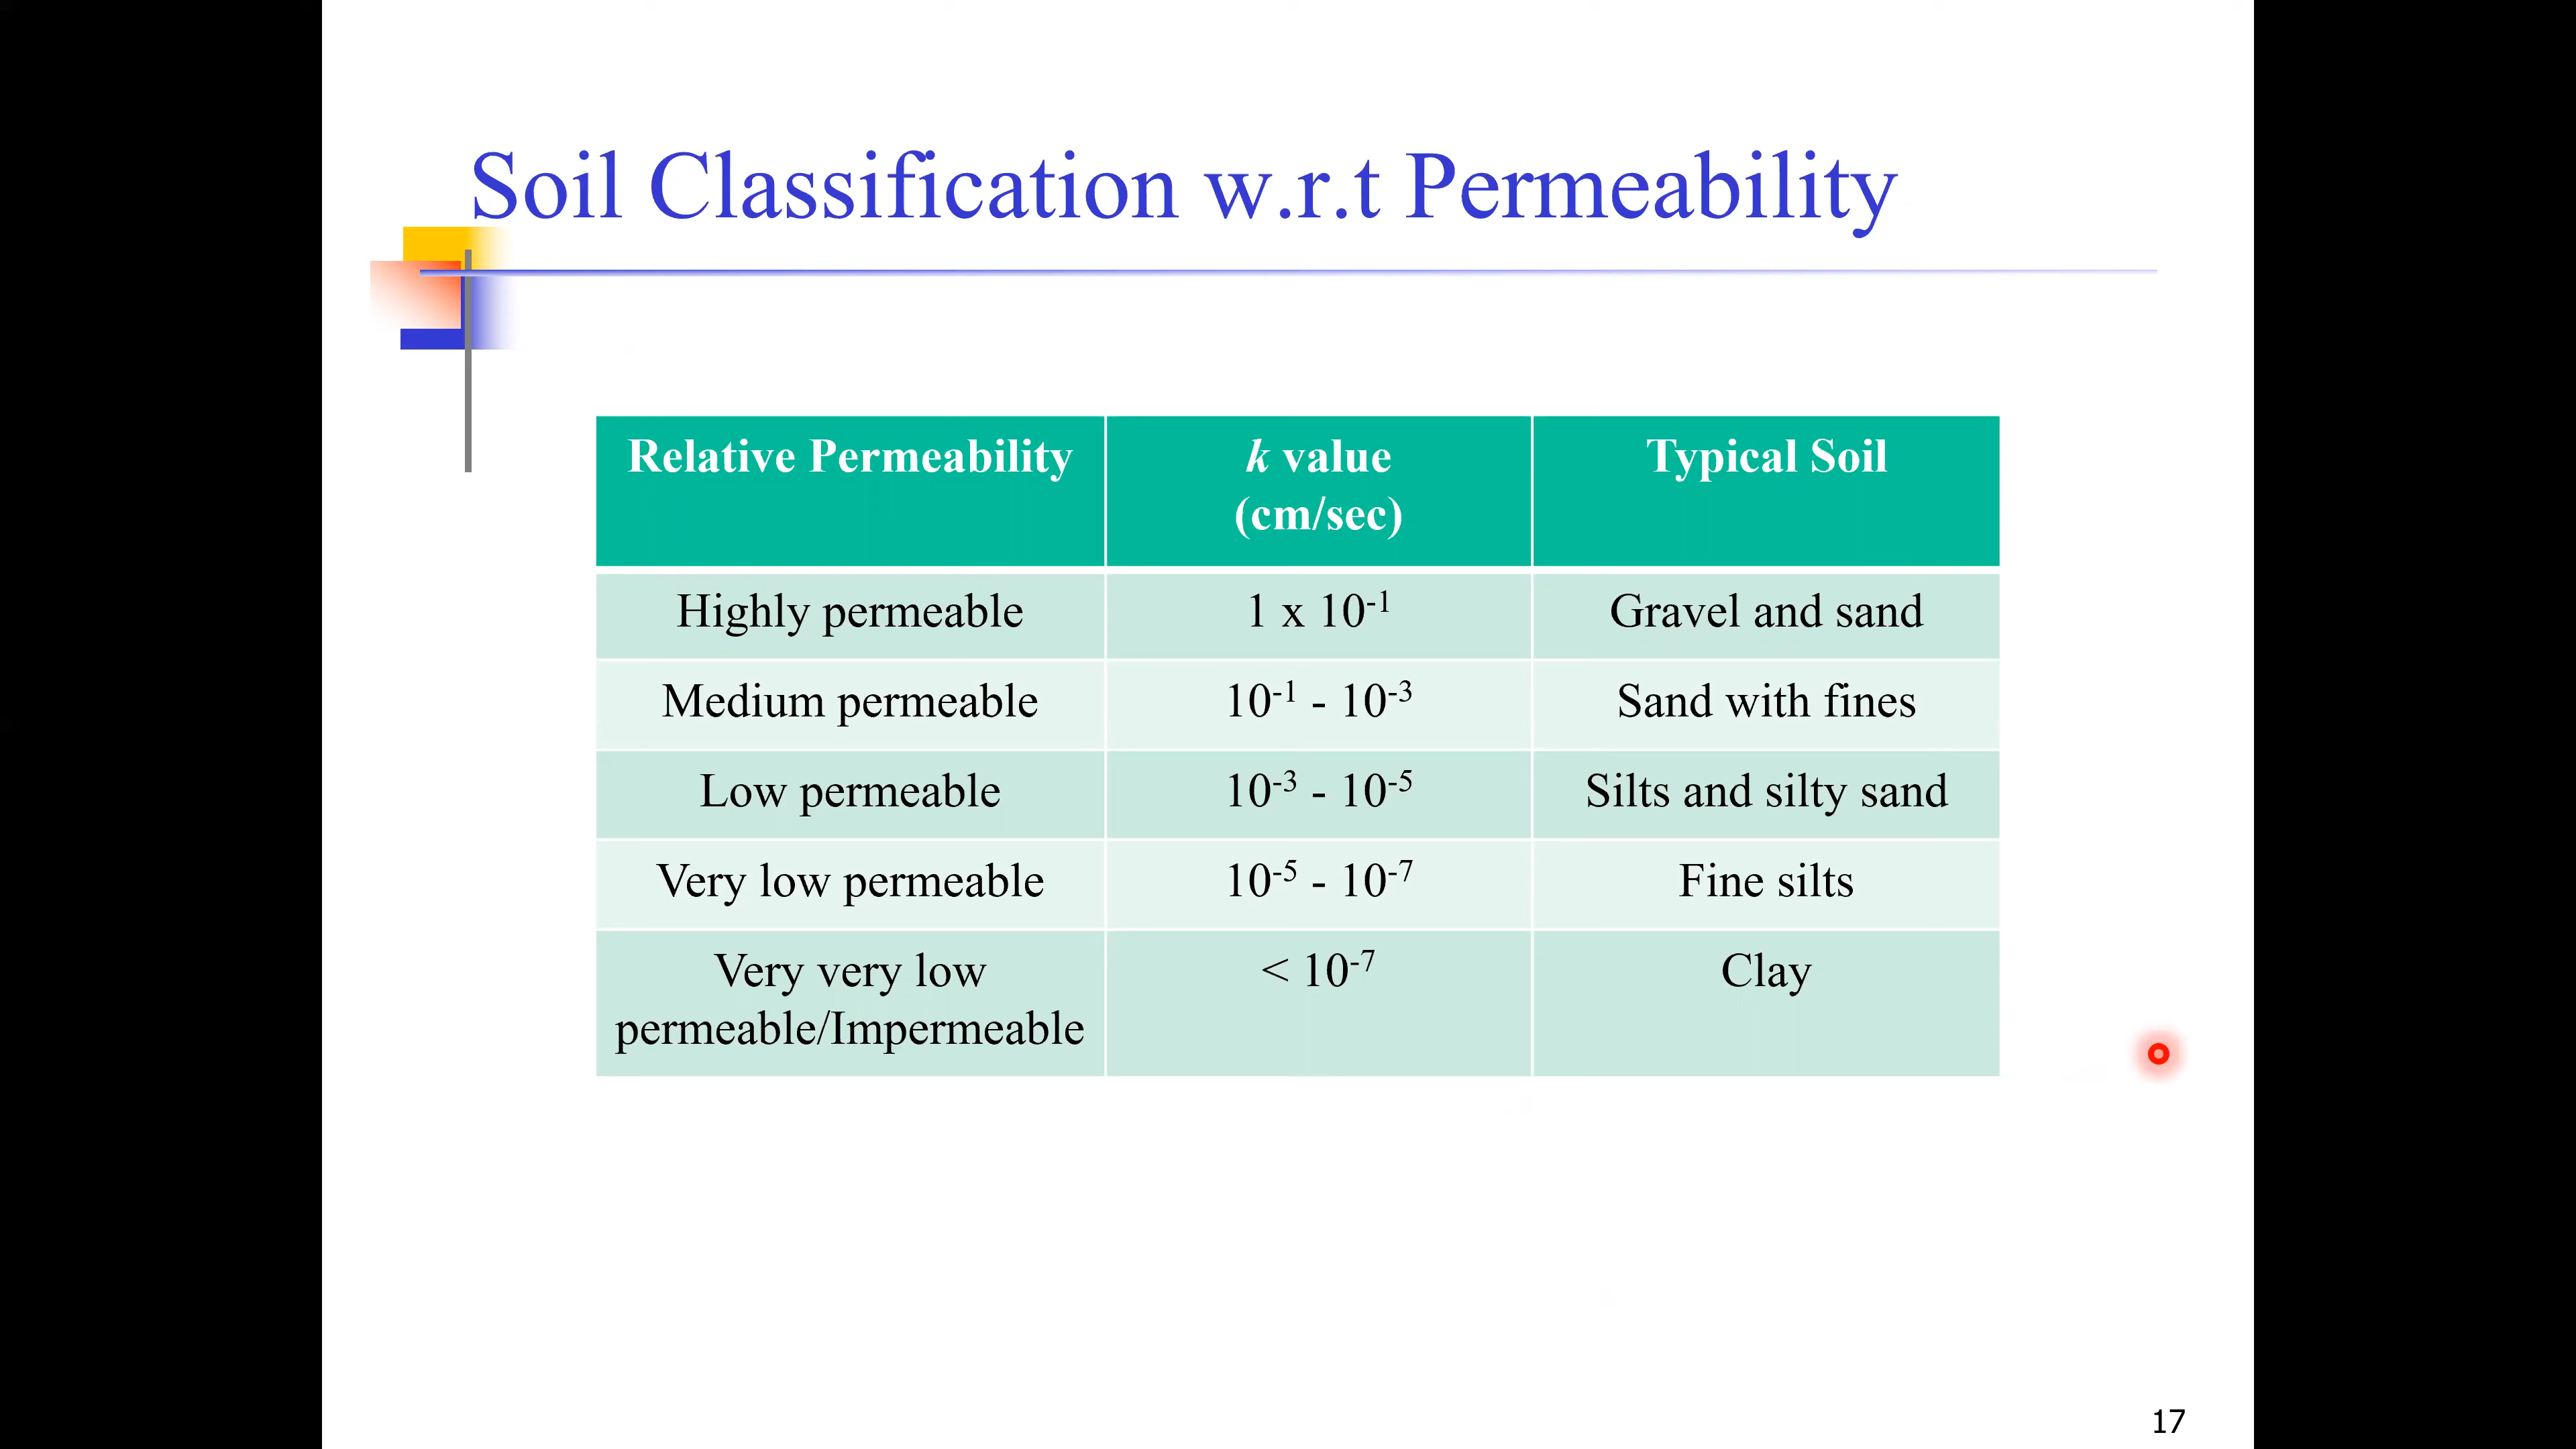 Soil Classification w.r.t Permeability
Relative Permeability
k value
(cm/sec)
Typical Soil
Highly permeable
1 x 10⁻¹
Gravel and sand
Medium permeable
10⁻¹ - 10⁻³
Sand with fines
Low permeable
10⁻³ - 10⁻⁵
Silts and silty sand
Very low permeable
10⁻⁵ - 10⁻⁷
Fine silts
Very very low
permeable/Impermeable
< 10⁻⁷
Clay
17